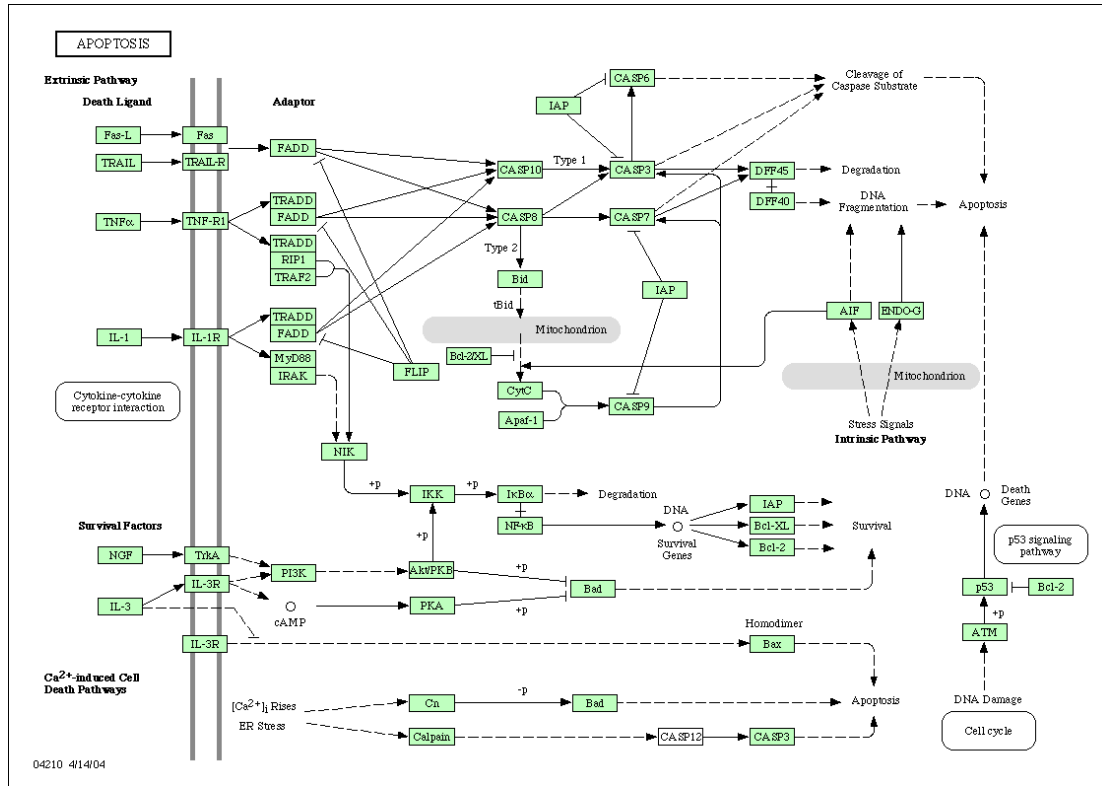 APOPTOSIS
Extrinsic Pathway
Death Ligand
Adaptor
Fas-L
Fas
TRAIL
TRAIL-R
FADD
TNFα
TNF-R1
TRADD
FADD
TRADD
RIP1
TRAF2
IL-1
IL-1R
TRADD
FADD
MyD88
IRAK
FLIP
Cytokine-cytokine
receptor interaction
NIK
CASP6
IAP
CASP10
Type 1
CASP3
CASP8
CASP7
Type 2
Bid
tBid
IAP
Mitochondrion
Bcl-2/XL
CytC
Apaf-1
CASP9
Cleavage of
Caspase Substrate
DFF45
Degradation
DFF40
DNA
Fragmentation
Apoptosis
AIF
ENDO-G
Mitochondrion
Stress Signals
Intrinsic Pathway
+p
IKK
+p
IκBα
Degradation
NF-κB
DNA
Survival
Genes
IAP
Bcl-XL
Bcl-2
Survival
Survival Factors
NGF
TrkA
IL-3R
IL-3
PI3K
cAMP
+p
Akt/PKB
+p
PKA
+p
Bad
IL-3R
Homodimer
Bax
DNA
Death
Genes
p53 signaling
pathway
p53
Bcl-2
+p
ATM
DNA Damage
Cell cycle
Ca2+-induced Cell
Death Pathways
[Ca2+]i Rises
ER Stress
Cn
-p
Bad
Apoptosis
Calpain
CASP12
CASP3
04210 4/14/04